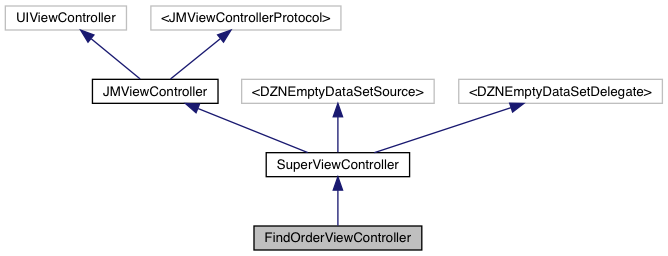 UIViewController
<JMViewControllerProtocol>
JMViewController
<DZNEmptyDataSetSource>
<DZNEmptyDataSetDelegate>
SuperViewController
FindOrderViewController